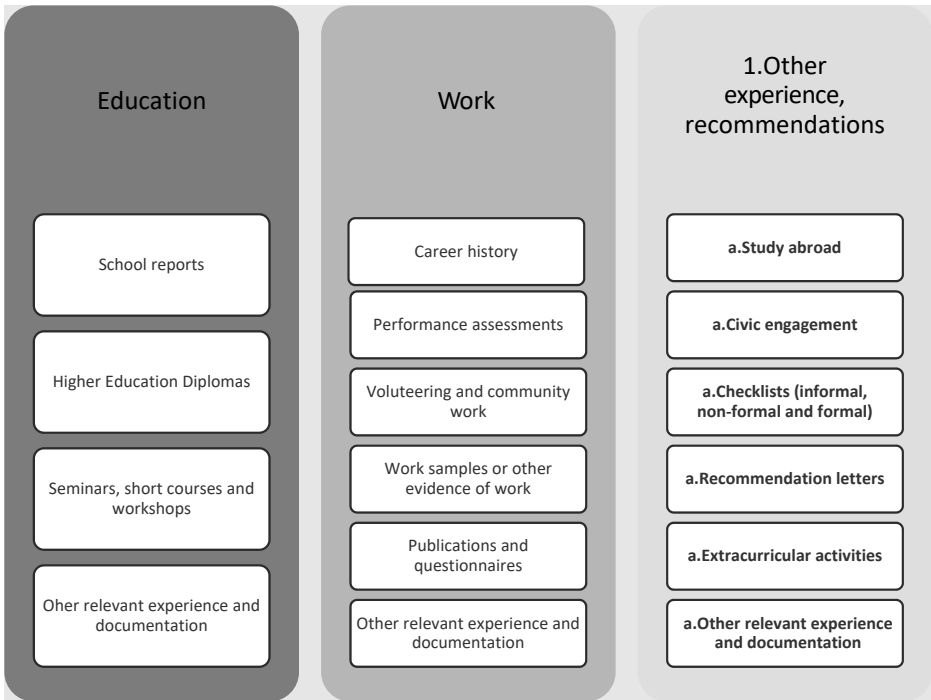 Education
School reports
Higher Education Diplomas
Seminars, short courses and
workshops
Oher relevant experience and
documentation
Work
Career history
Performance assessments
Voluteering and community
work
Work samples or other
evidence of work
Publications and
questionnaires
Other relevant experience and
documentation
1.Other
experience,
recommendations
a.Study abroad
a.Civic engagement
a.Checklists (informal,
non-formal and formal)
a.Recommendation letters
a.Extracurricular activities
a.Other relevant experience
and documentation